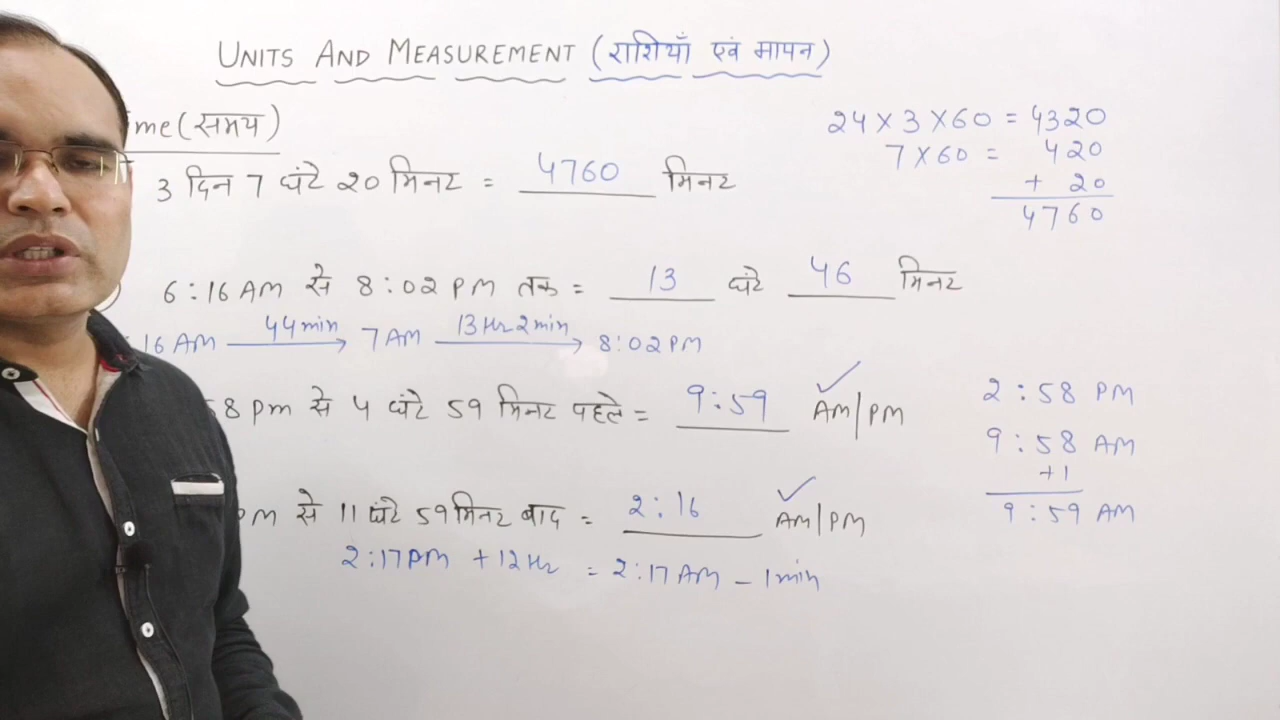 UNITS AND MEASUREMENT (राशियाँ एवं मापन)
ime (समय)
3 दिन 7 घंटे 20 मिनट = 4760 मिनट
24 X 3 X 60 = 4320
7 X 60 = 420
+ 20
4760
6:16 AM से 8:02 PM तक = 13 घंटे 46 मिनट
16 AM 44 min 7 AM 13 Hr 2 min 8:02 PM
58 pm से 4 घंटे 59 मिनट पहले = 9:59 AM/PM
2:58 PM
9:58 AM
+1
9:59 AM
PM से 11 घंटे 59 मिनट बाद = 2:16 AM/PM
2:17 PM + 12 Hr = 2:17 AM - 1 min